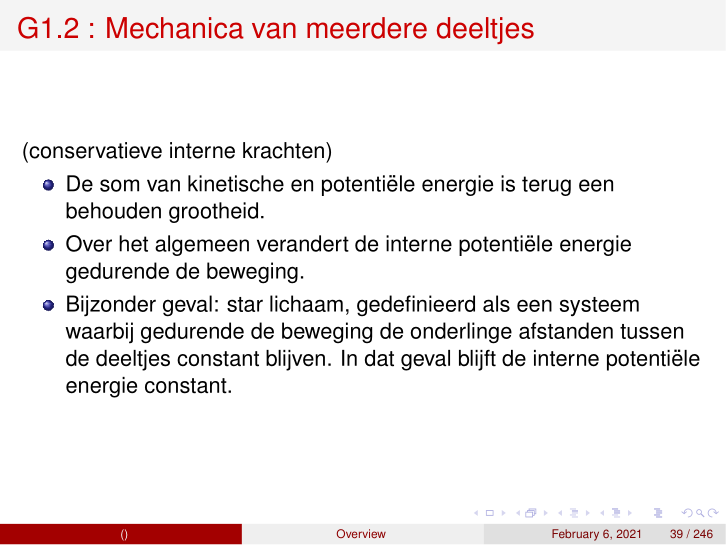 G1.2 : Mechanica van meerdere deeltjes
(conservatieve interne krachten)
De som van kinetische en potentiële energie is terug een
behouden grootheid.
Over het algemeen verandert de interne potentiële energie
gedurende de beweging.
Bijzonder geval: star lichaam, gedefinieerd als een systeem
waarbij gedurende de beweging de onderlinge afstanden tussen
de deeltjes constant blijven. In dat geval blijft de interne potentiële
energie constant.
() Overview February 6, 2021 39 / 246